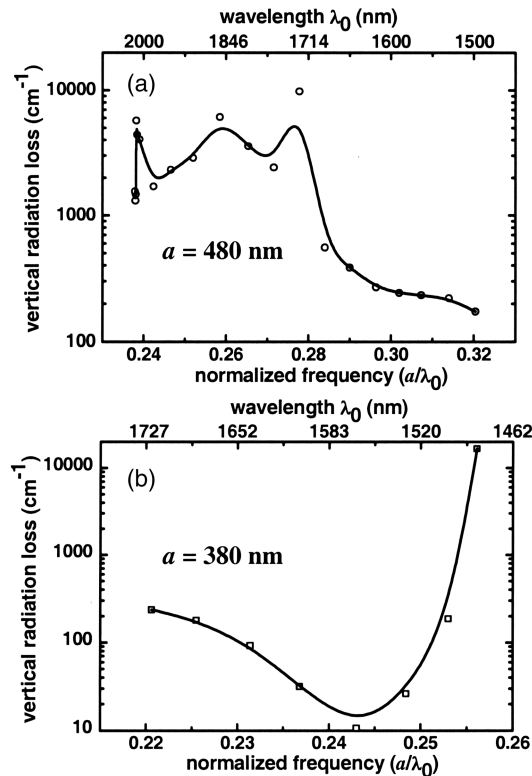 wavelength λ0 (nm)
2000 1846 1714 1600 1500
(a)
10000
1000
100
vertical radiation loss (cm-1)
a = 480 nm
0.24 0.26 0.28 0.30 0.32
normalized frequency (a/λ0)
wavelength λ0 (nm)
1727 1652 1583 1520 1462
(b)
10000
1000
100
10
vertical radiation loss (cm-1)
a = 380 nm
0.22 0.23 0.24 0.25 0.26
normalized frequency (a/λ0)